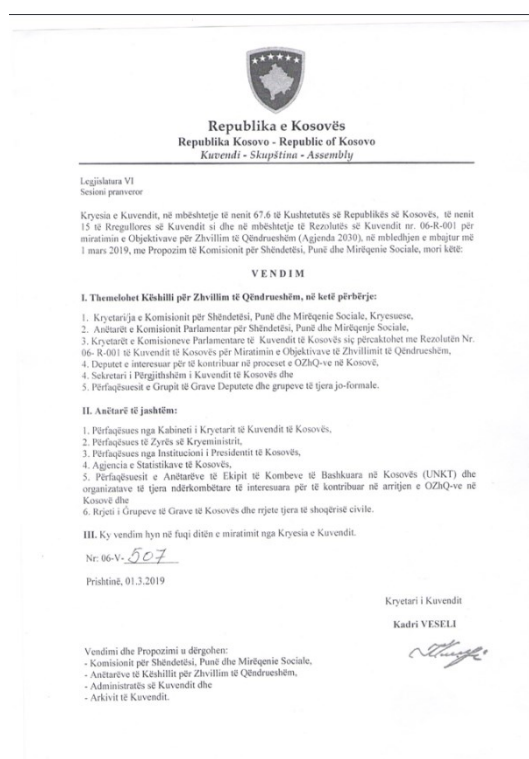 Republika e Kosovës
Republika Kosovo - Republic of Kosovo
Kuvendi - Skupština - Assembly
Legjislatura VI
Sesioni pranveror
Kryesia e Kuvendit, në mbështetje të nenit 67.6 të Kushtetutës së Republikës së Kosovës, të nenit
15 të Rregullores së Kuvendit si dhe në mbështetje të Rezolutës së Kuvendit nr. 06-R-001 për
miratimin e Objektivave për Zhvillim të Qëndrueshëm (Agjenda 2030), në mbledhjen e mbajtur më
1 mars 2019, me Propozim të Komisionit për Shëndetësi, Punë dhe Mirëqenie Sociale, mori këtë:
VENDIM
I. Themelohet Këshilli për Zhvillim të Qëndrueshëm, në ketë përbërje:
1. Kryetari/ja e Komisionit për Shëndetësi, Punë dhe Mirëqenie Sociale, Kryesuese,
2. Anëtarët e Komisionit Parlamentar për Shëndetësi, Punë dhe Mirëqenje Sociale,
3. Kryetarët e Komisioneve Parlamentare të Kuvendit të Kosovës siç përcaktohet me Rezolutën Nr.
06- R-001 të Kuvendit të Kosovës për Miratimin e Objektivave të Zhvillimit të Qëndrueshëm,
4. Deputet e interesuar për të kontribuar në proceset e OZhQ-ve në Kosovë,
4. Sekretari i Përgjithshëm i Kuvendit të Kosovës dhe
5. Përfaqësuesit e Grupit të Grave Deputete dhe grupeve të tjera jo-formale.
II. Anëtarë të jashtëm:
1. Përfaqësues nga Kabineti i Kryetarit të Kuvendit të Kosovës,
2. Përfaqësues të Zyrës së Kryeministrit,
3. Përfaqësues nga Institucioni i Presidentit të Kosovës,
4. Agjencia e Statistikave të Kosovës,
5. Përfaqësuesit e Anëtarëve të Ekipit të Kombeve të Bashkuara në Kosovës (UNKT) dhe
organizatave të tjera ndërkombëtare të interesuara për të kontribuar në arritjen e OZhQ-ve në
Kosovë dhe
6. Rrjeti i Grupeve të Grave të Kosovës dhe rrjete tjera të shoqërisë civile.
III. Ky vendim hyn në fuqi ditën e miratimit nga Kryesia e Kuvendit.
Nr: 06-V- 507
Prishtinë, 01.3.2019
Kryetari i Kuvendit
Kadri VESELI
Vendimi dhe Propozimi u dërgohen:
- Komisionit për Shëndetësi, Punë dhe Mirëqenie Sociale,
- Anëtarëve të Këshillit për Zhvillim të Qëndrueshëm,
- Administratës së Kuvendit dhe
- Arkivit të Kuvendit.